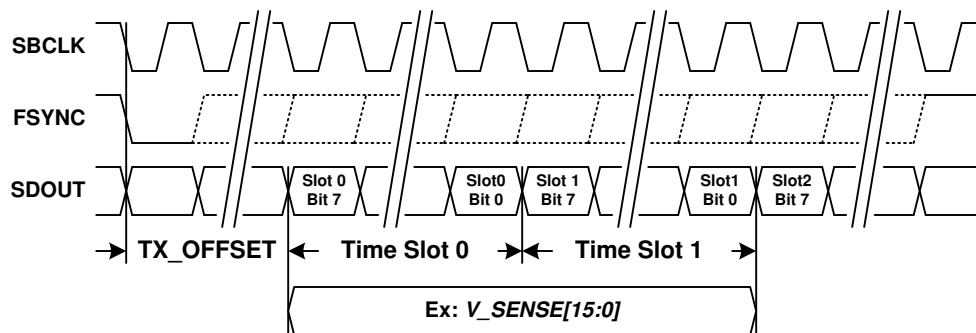 SBCLK
FSYNC
SDOUT
Slot 0
Bit 7
Slot0
Bit 0
Slot 1
Bit 7
Slot1
Bit 0
Slot2
Bit 7
TX_OFFSET
Time Slot 0
Time Slot 1
Ex: V_SENSE[15:0]